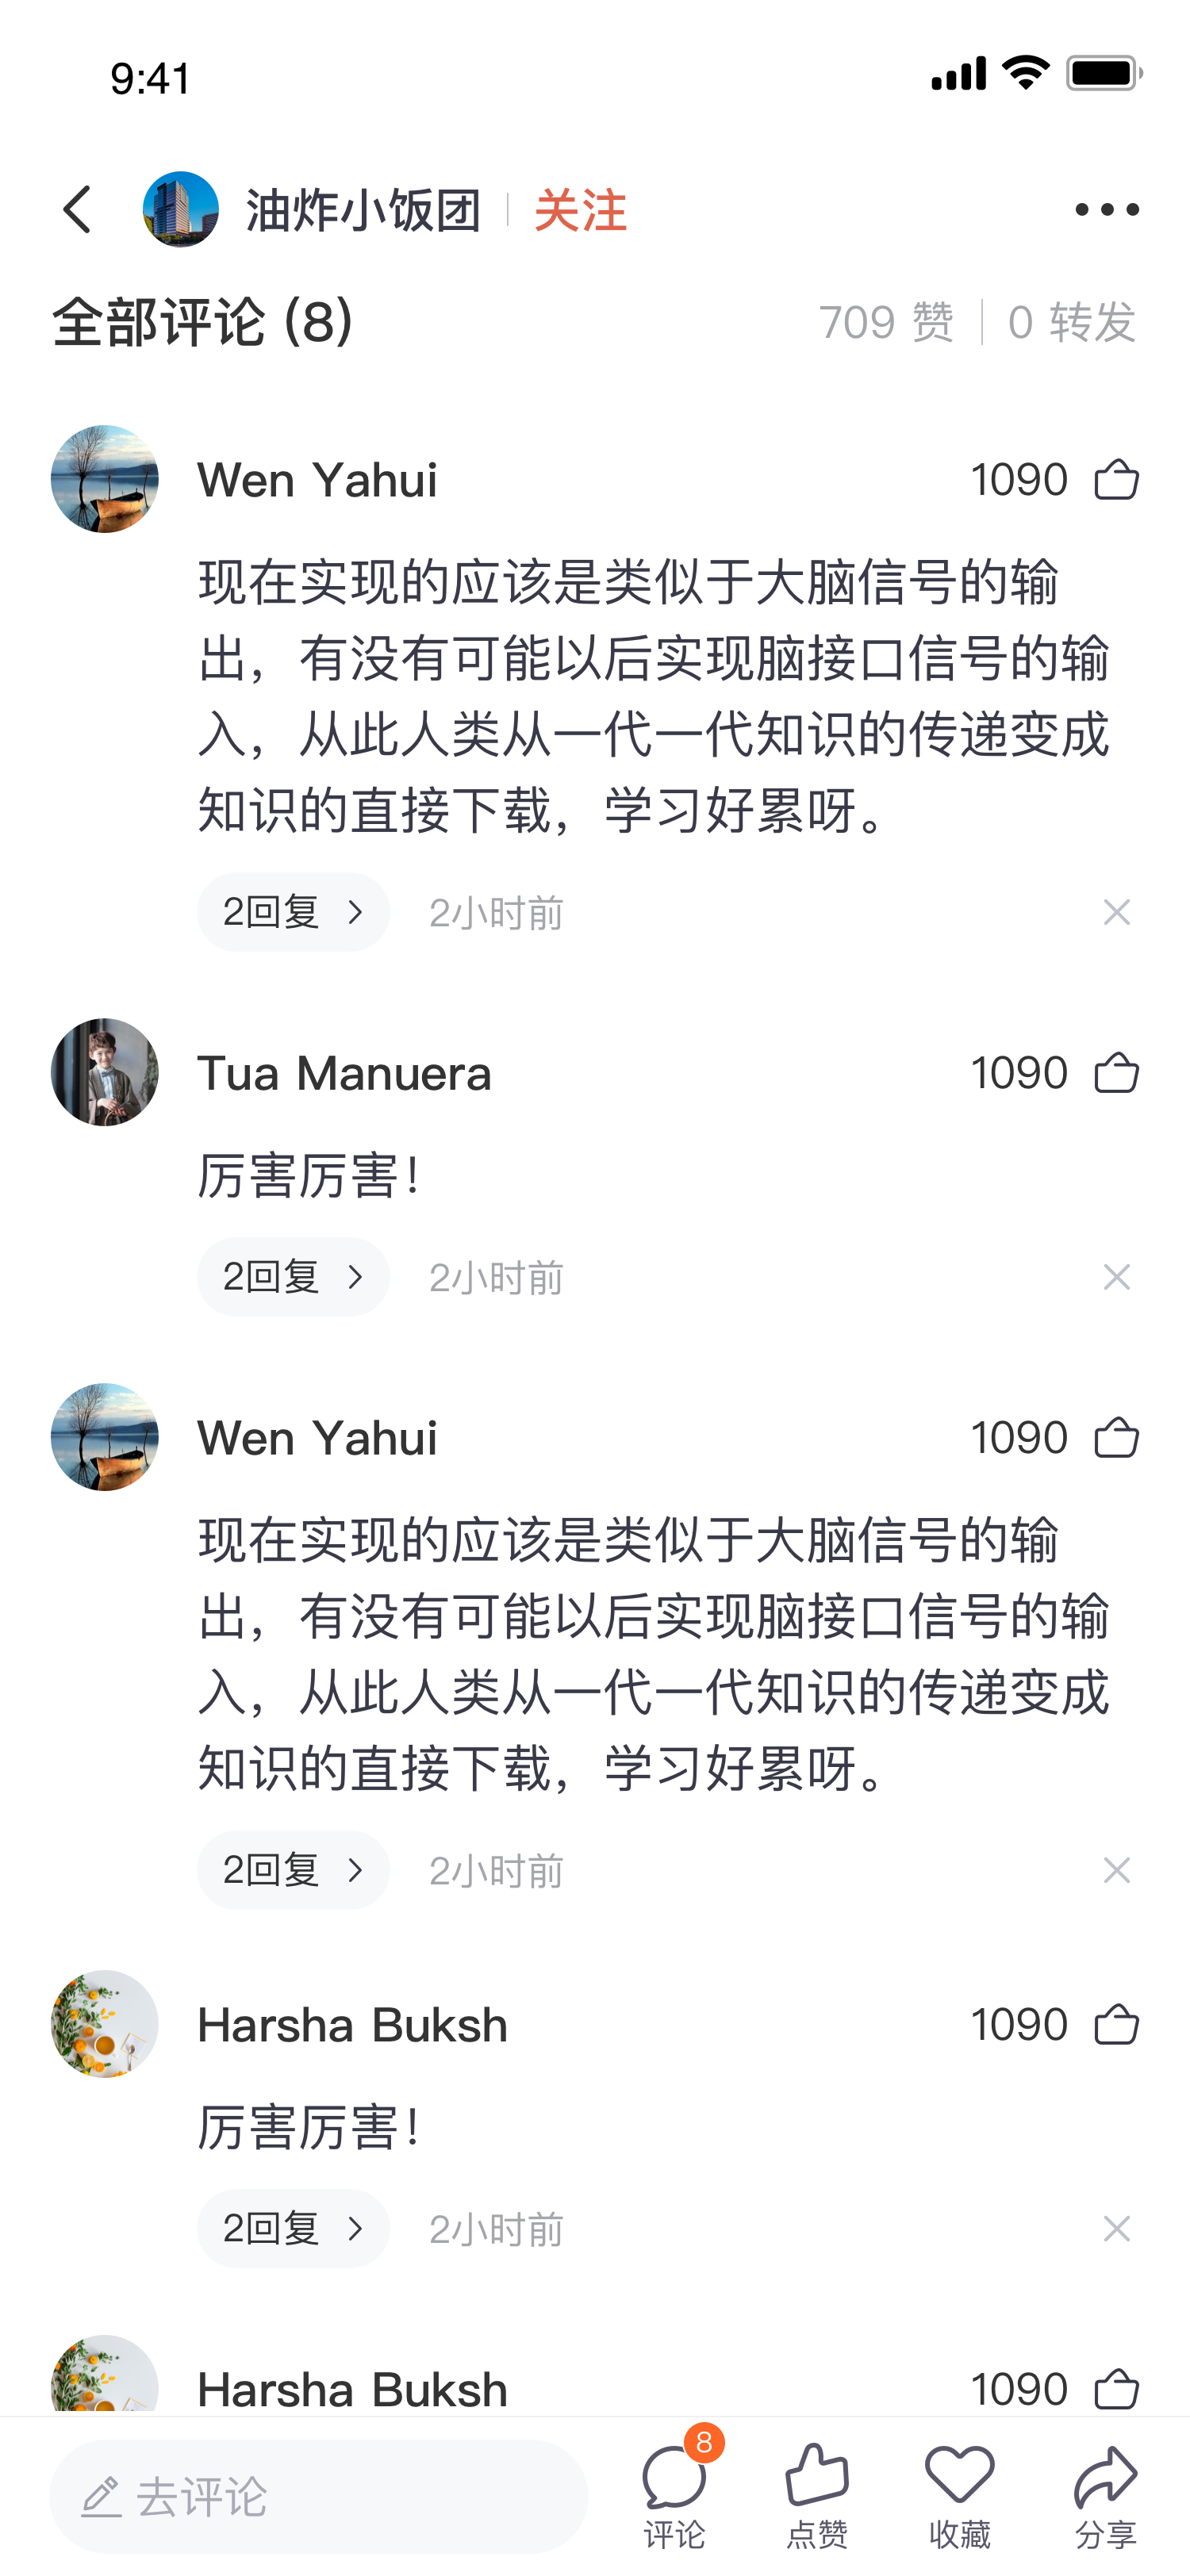 9:41
油炸小饭团 关注
全部评论 (8) 709 赞 0 转发
Wen Yahui 1090
现在实现的应该是类似于大脑信号的输
出，有没有可能以后实现脑接口信号的输
入，从此人类从一代一代知识的传递变成
知识的直接下载，学习好累呀。
2回复 2小时前
Tua Manuera 1090
厉害厉害！
2回复 2小时前
Wen Yahui 1090
现在实现的应该是类似于大脑信号的输
出，有没有可能以后实现脑接口信号的输
入，从此人类从一代一代知识的传递变成
知识的直接下载，学习好累呀。
2回复 2小时前
Harsha Buksh 1090
厉害厉害！
2回复 2小时前
Harsha Buksh 1090
8
去评论
评论 点赞 收藏 分享